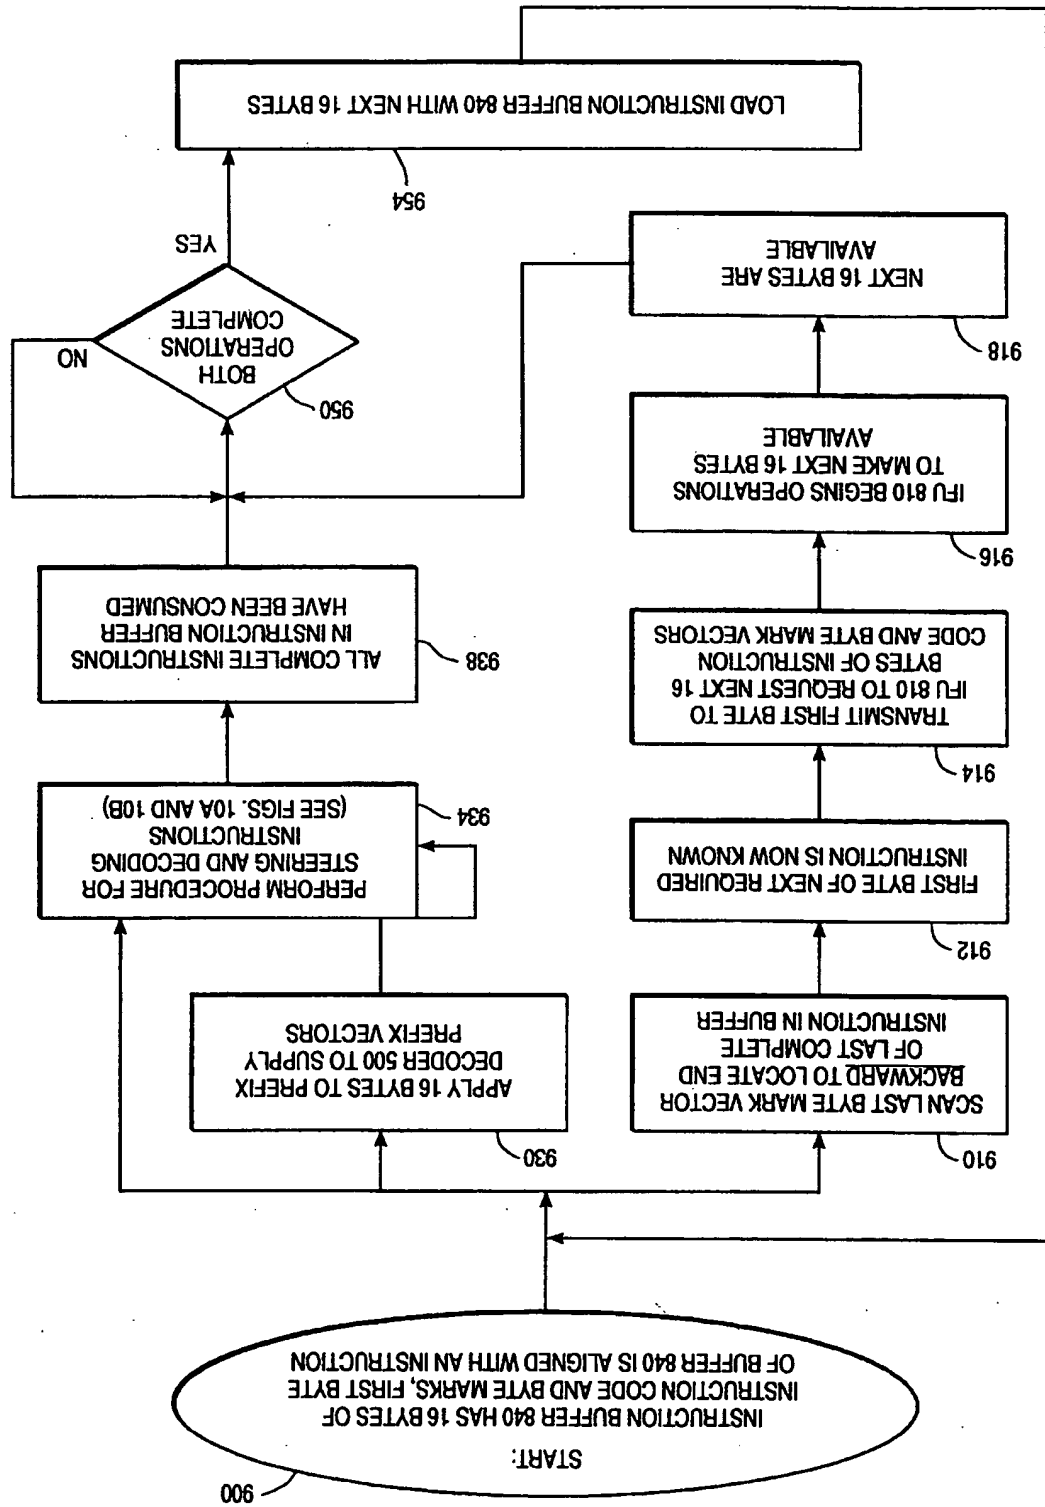 900
START:
INSTRUCTION BUFFER 840 HAS 16 BYTES OF
INSTRUCTION CODE AND BYTE MARKS, FIRST BYTE
OF BUFFER 840 IS ALIGNED WITH AN INSTRUCTION
910
SCAN LAST BYTE MARK VECTOR
BACKWARD TO LOCATE END
OF LAST COMPLETE
INSTRUCTION IN BUFFER
912
FIRST BYTE OF NEXT REQUIRED
INSTRUCTION IS NOW KNOWN
914
TRANSMIT FIRST BYTE TO
IFU 810 TO REQUEST NEXT 16
BYTES OF INSTRUCTION
CODE AND BYTE MARK VECTORS
916
IFU 810 BEGINS OPERATIONS
TO MAKE NEXT 16 BYTES
AVAILABLE
918
NEXT 16 BYTES ARE
AVAILABLE
930
APPLY 16 BYTES TO PREFIX
DECODER 500 TO SUPPLY
PREFIX VECTORS
934
PERFORM PROCEDURE FOR
STEERING AND DECODING
INSTRUCTIONS
(SEE FIGS. 10A AND 10B)
938
ALL COMPLETE INSTRUCTIONS
IN INSTRUCTION BUFFER
HAVE BEEN CONSUMED
950
BOTH
OPERATIONS
COMPLETE
NO
YES
954
LOAD INSTRUCTION BUFFER 840 WITH NEXT 16 BYTES